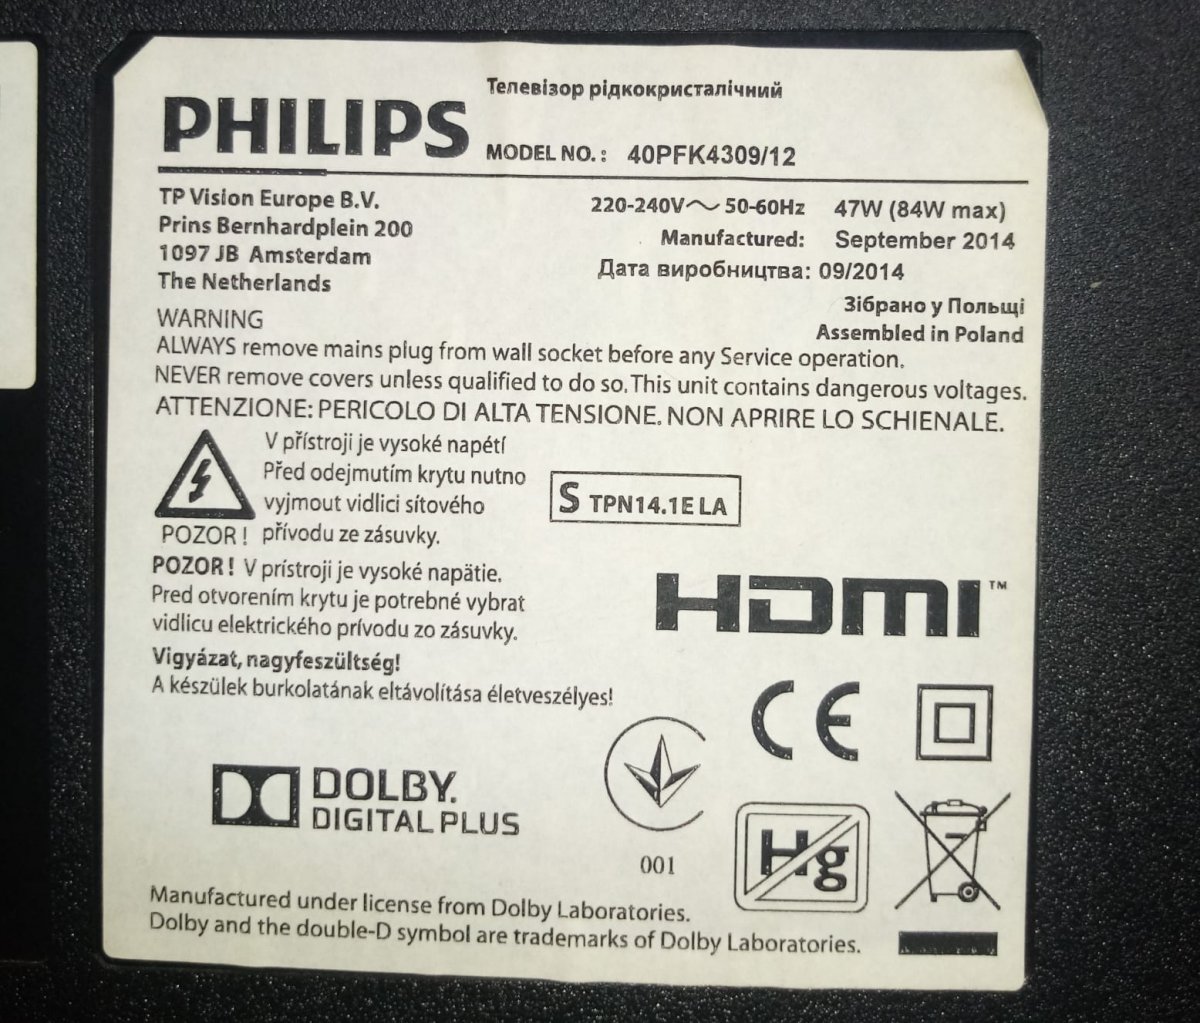 Телевізор рідкокристалічний
PHILIPS
MODEL NO.: 40PFK4309/12
TP Vision Europe B.V.
Prins Bernhardplein 200
1097 JB Amsterdam
The Netherlands
220-240V～ 50-60Hz 47W (84W max)
Manufactured: September 2014
Дата виробництва: 09/2014
Зібрано у Польщі
Assembled in Poland
WARNING
ALWAYS remove mains plug from wall socket before any Service operation.
NEVER remove covers unless qualified to do so. This unit contains dangerous voltages.
ATTENZIONE: PERICOLO DI ALTA TENSIONE. NON APRIRE LO SCHIENALE.
V přístroji je vysoké napétí
Před odejmutím krytu nutno
vyjmout vidlici sítového
POZOR! přívodu ze zásuvky.
S TPN14.1E LA
POZOR! V prístroji je vysoké napätie.
Pred otvorením krytu je potrebné vybrat
vidlicu elektrického prívodu zo zásuvky.
HDMI™
Vigyázat, nagyfeszültség!
A készülek burkolatának eltávolítása életveszélyes!
CE
DOLBY.
DIGITAL PLUS
001
Hg
Manufactured under license from Dolby Laboratories.
Dolby and the double-D symbol are trademarks of Dolby Laboratories.